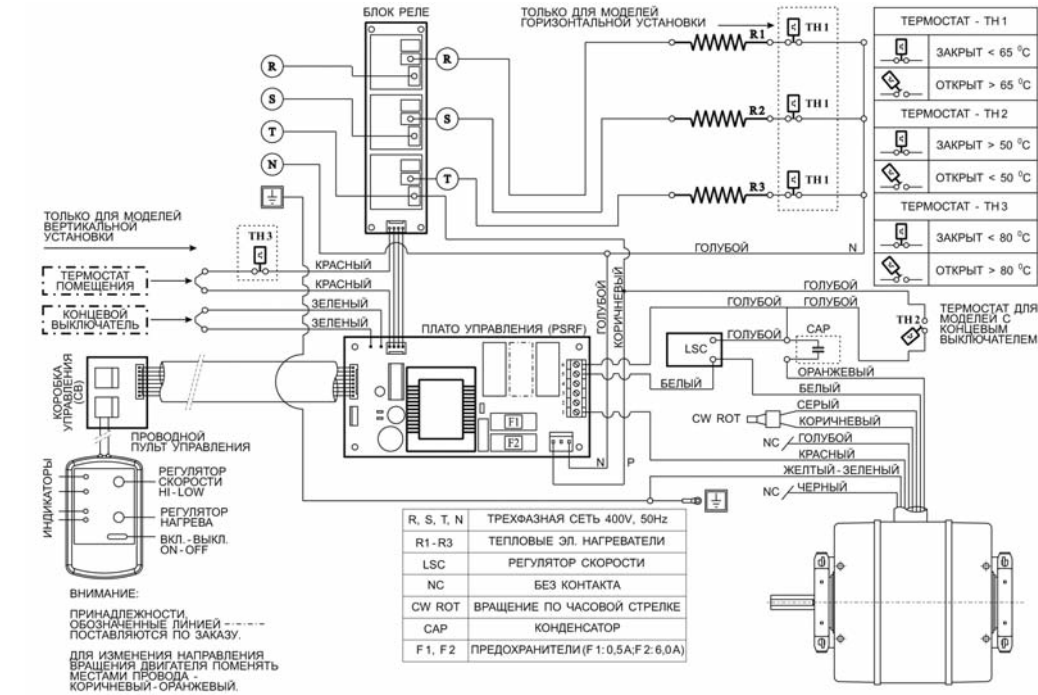 БЛОК РЕЛЕ
ТОЛЬКО ДЛЯ МОДЕЛЕЙ
ГОРИЗОНТАЛЬНОЙ УСТАНОВКИ
R1
TH1
R
R
S
S
R2
TH1
T
N
T
R3
TH1
ТЕРМОСТАТ - TH1
ЗАКРЫТ < 65 ⁰C
ОТКРЫТ > 65 ⁰C
ТЕРМОСТАТ - TH2
ЗАКРЫТ > 50 ⁰C
ОТКРЫТ < 50 ⁰C
ТЕРМОСТАТ - TH3
ЗАКРЫТ < 80 ⁰C
ОТКРЫТ > 80 ⁰C
ТОЛЬКО ДЛЯ МОДЕЛЕЙ
ВЕРТИКАЛЬНОЙ
УСТАНОВКИ
TH3
ТЕРМОСТАТ
ПОМЕЩЕНИЯ
КОНЦЕВОЙ
ВЫКЛЮЧАТЕЛЬ
КРАСНЫЙ
КРАСНЫЙ
ЗЕЛЕНЫЙ
ЗЕЛЕНЫЙ
ГОЛУБОЙ
N
ГОЛУБОЙ
КОРИЧНЕВЫЙ
ГОЛУБОЙ
ГОЛУБОЙ
ГОЛУБОЙ
TH2
ТЕРМОСТАТ ДЛЯ
МОДЕЛЕЙ С
КОНЦЕВЫМ
ВЫКЛЮЧАТЕЛЕМ
ПЛАТО УПРАВЛЕНИЯ (PSRF)
F1
F2
LSC
ГОЛУБОЙ
CAP
БЕЛЫЙ
ОРАНЖЕВЫЙ
БЕЛЫЙ
СЕРЫЙ
CW ROT
КОРИЧНЕВЫЙ
NC
ГОЛУБОЙ
КРАСНЫЙ
ЖЕЛТЫЙ-ЗЕЛЕНЫЙ
NC
ЧЕРНЫЙ
N
P
КОРОБКА
УПРАВЛЕНИЯ
(CB)
ПРОВОДНОЙ
ПУЛЬТ УПРАВЛЕНИЯ
ИНДИКАТОРЫ
РЕГУЛЯТОР
СКОРОСТИ
HI-LOW
РЕГУЛЯТОР
НАГРЕВА
ВКЛ.-ВЫКЛ.
ON-OFF
R, S, T, N ТРЕХФАЗНАЯ СЕТЬ 400V, 50Hz
R1-R3 ТЕПЛОВЫЕ ЭЛ. НАГРЕВАТЕЛИ
LSC РЕГУЛЯТОР СКОРОСТИ
NC БЕЗ КОНТАКТА
CW ROT ВРАЩЕНИЕ ПО ЧАСОВОЙ СТРЕЛКЕ
CAP КОНДЕНСАТОР
F1, F2 ПРЕДОХРАНИТЕЛИ (F1:0,5A;F2:6,0A)
ВНИМАНИЕ:
ПРИНАДЛЕЖНОСТИ,
ОБОЗНАЧЕННЫЕ ЛИНИЕЙ
ПОСТАВЛЯЮТСЯ ПО ЗАКАЗУ.
ДЛЯ ИЗМЕНЕНИЯ НАПРАВЛЕНИЯ
ВРАЩЕНИЯ ДВИГАТЕЛЯ ПОМЕНЯТЬ
МЕСТАМИ ПРОВОДА -
КОРИЧНЕВЫЙ-ОРАНЖЕВЫЙ.